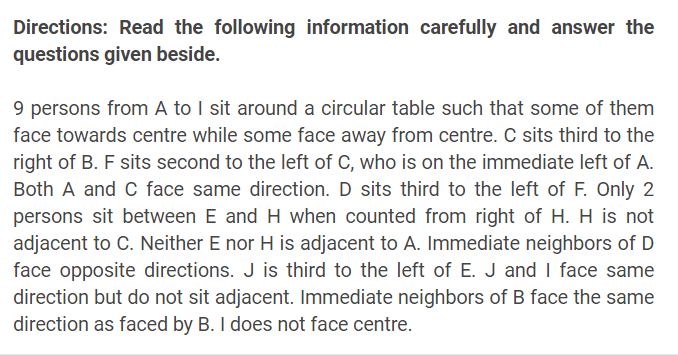 Directions: Read the following information carefully and answer the
questions given beside.
9 persons from A to I sit around a circular table such that some of them
face towards centre while some face away from centre. C sits third to the
right of B. F sits second to the left of C, who is on the immediate left of A.
Both A and C face same direction. D sits third to the left of F. Only 2
persons sit between E and H when counted from right of H. H is not
adjacent to C. Neither E nor H is adjacent to A. Immediate neighbors of D
face opposite directions. J is third to the left of E. J and I face same
direction but do not sit adjacent. Immediate neighbors of B face the same
direction as faced by B. I does not face centre.